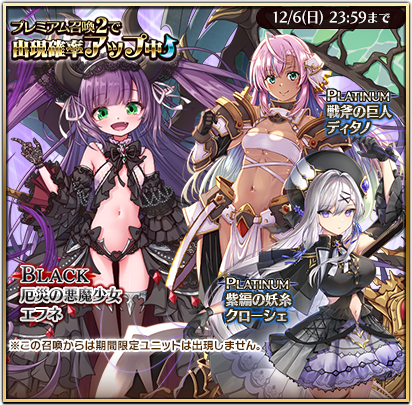 12/6(日) 23:59まで
プレミアム召喚2で
出現確率アップ中
PLATINUM
戦斧の巨人
ティタノ
BLACK
厄災の悪魔少女
エフネ
PLATINUM
紫編の妖糸
クローシェ
※この召喚からは期間限定ユニットは出現しません。